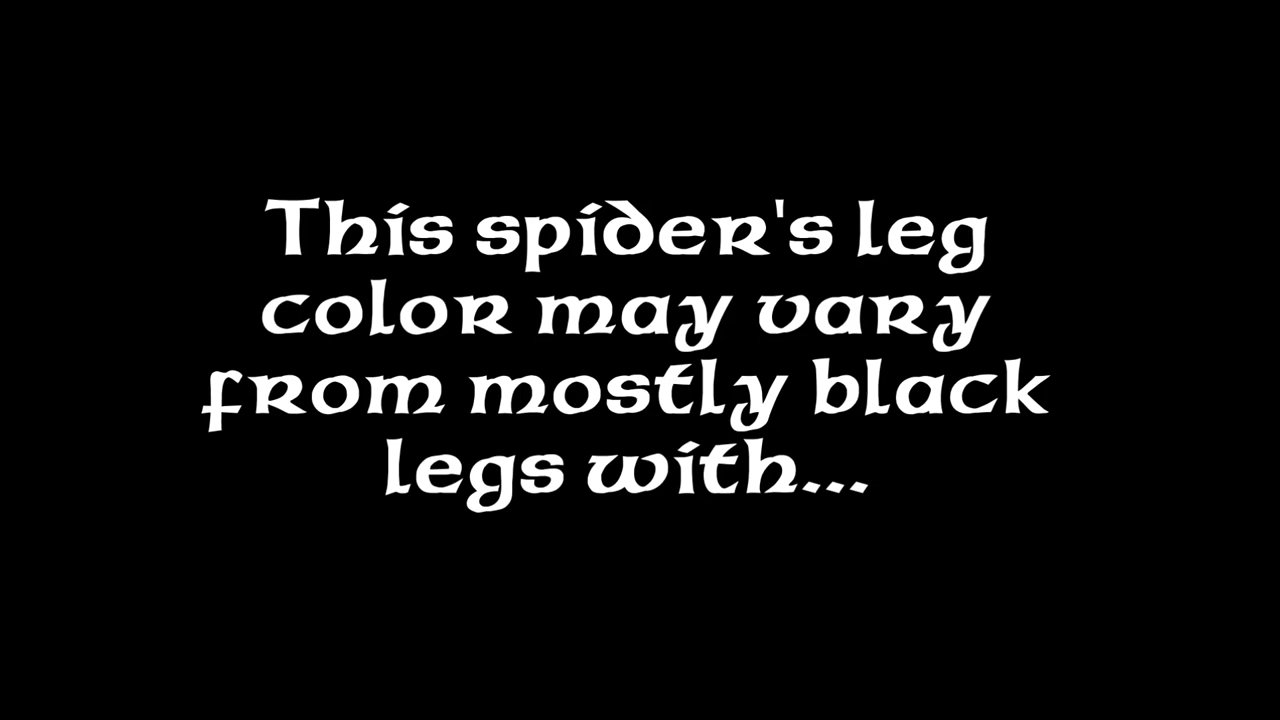 This spider's leg
color may vary
from mostly black
legs with...